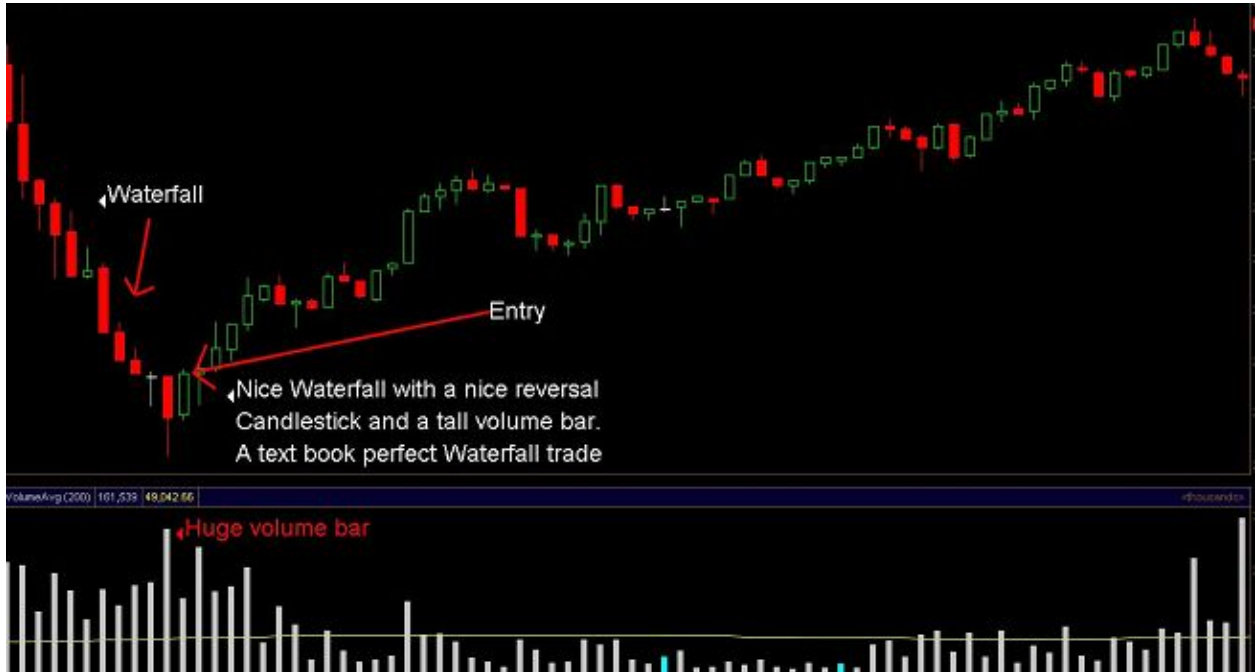 Waterfall
Entry
Nice Waterfall with a nice reversal
Candlestick and a tall volume bar.
A text book perfect Waterfall trade
VolumeAvg (200) 161,539 49,042.66 <thousands>
Huge volume bar